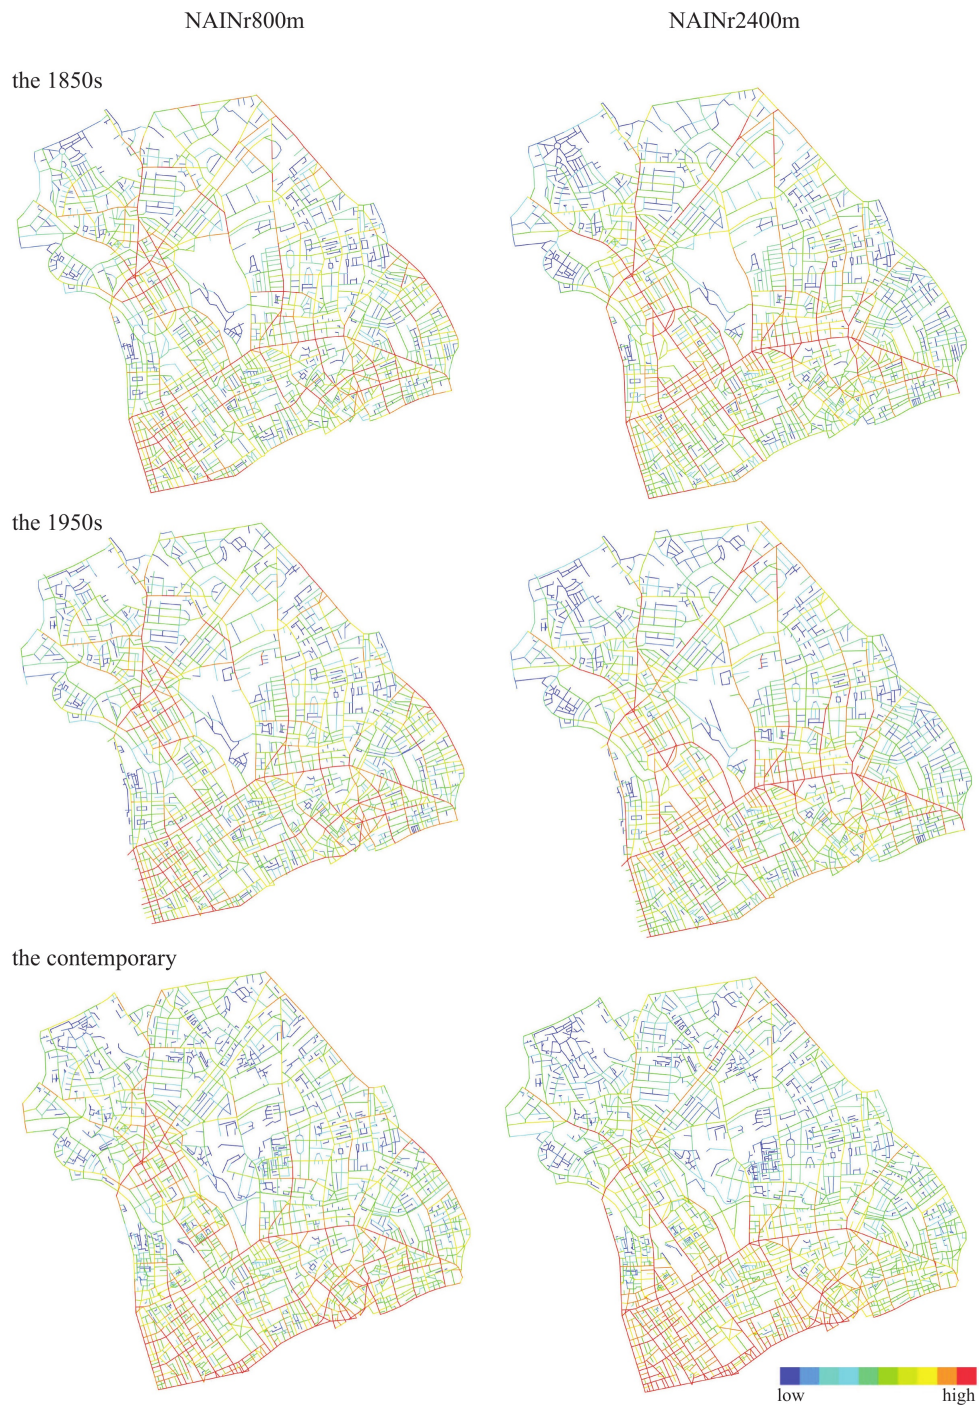 NAINr800m
NAINr2400m
the 1850s
the 1950s
the contemporary
low
high